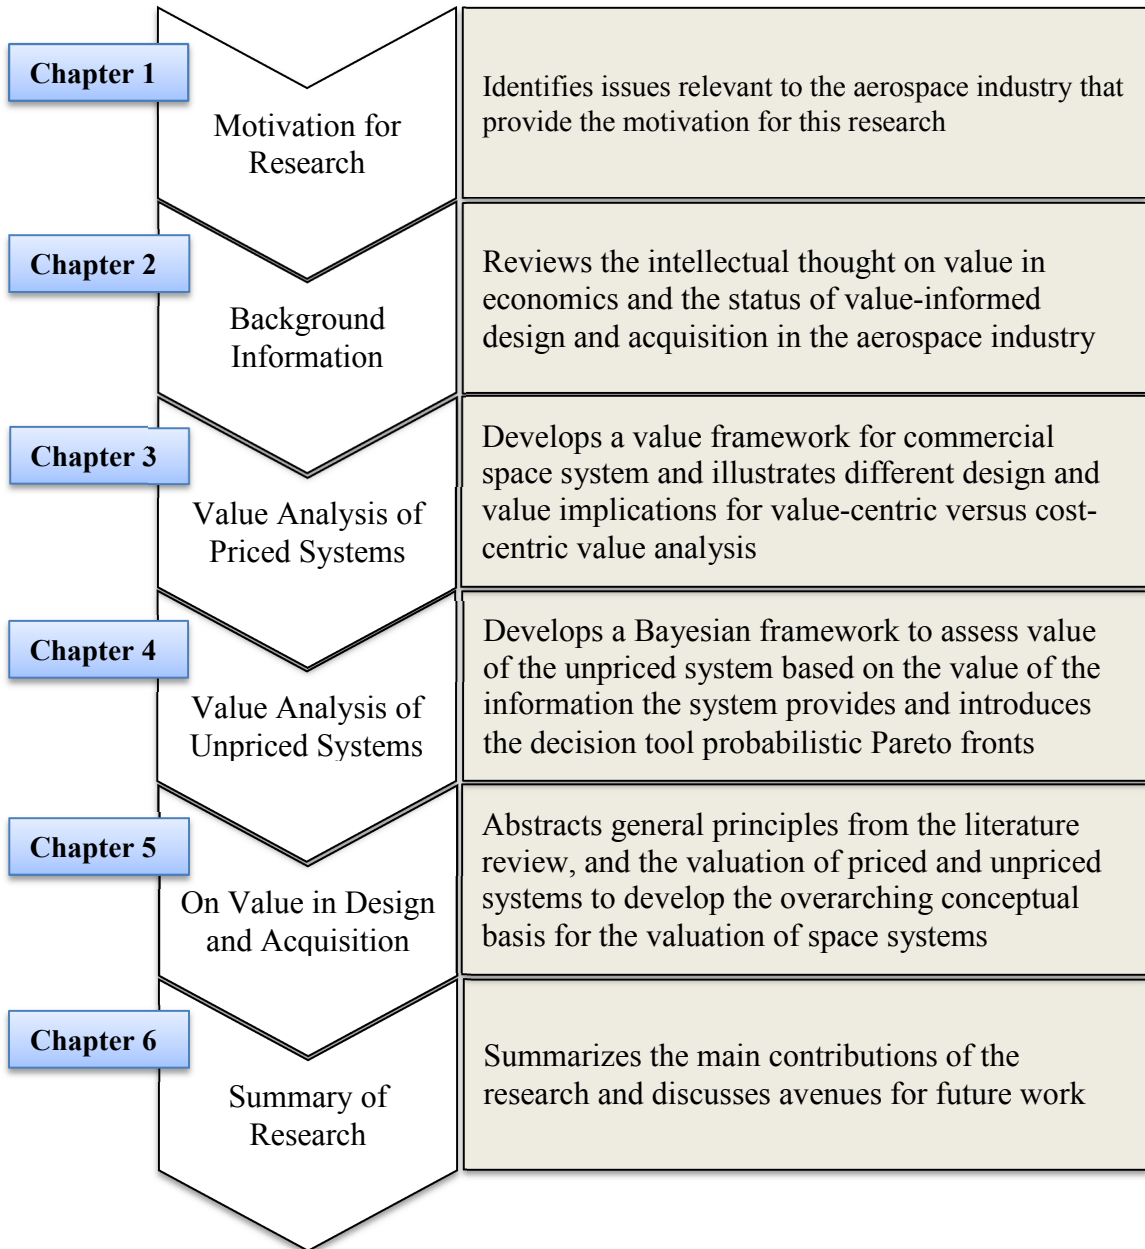 Chapter 1
Motivation for
Research
Identifies issues relevant to the aerospace industry that
provide the motivation for this research
Chapter 2
Background
Information
Reviews the intellectual thought on value in
economics and the status of value-informed
design and acquisition in the aerospace industry
Chapter 3
Value Analysis of
Priced Systems
Develops a value framework for commercial
space system and illustrates different design and
value implications for value-centric versus cost-
centric value analysis
Chapter 4
Value Analysis of
Unpriced Systems
Develops a Bayesian framework to assess value
of the unpriced system based on the value of the
information the system provides and introduces
the decision tool probabilistic Pareto fronts
Chapter 5
On Value in Design
and Acquisition
Abstracts general principles from the literature
review, and the valuation of priced and unpriced
systems to develop the overarching conceptual
basis for the valuation of space systems
Chapter 6
Summary of
Research
Summarizes the main contributions of the
research and discusses avenues for future work